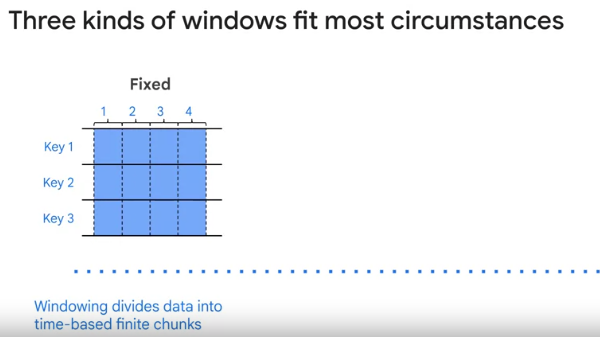 Three kinds of windows fit most circumstances
Fixed
1 2 3 4
Key 1
Key 2
Key 3
Windowing divides data into
time-based finite chunks